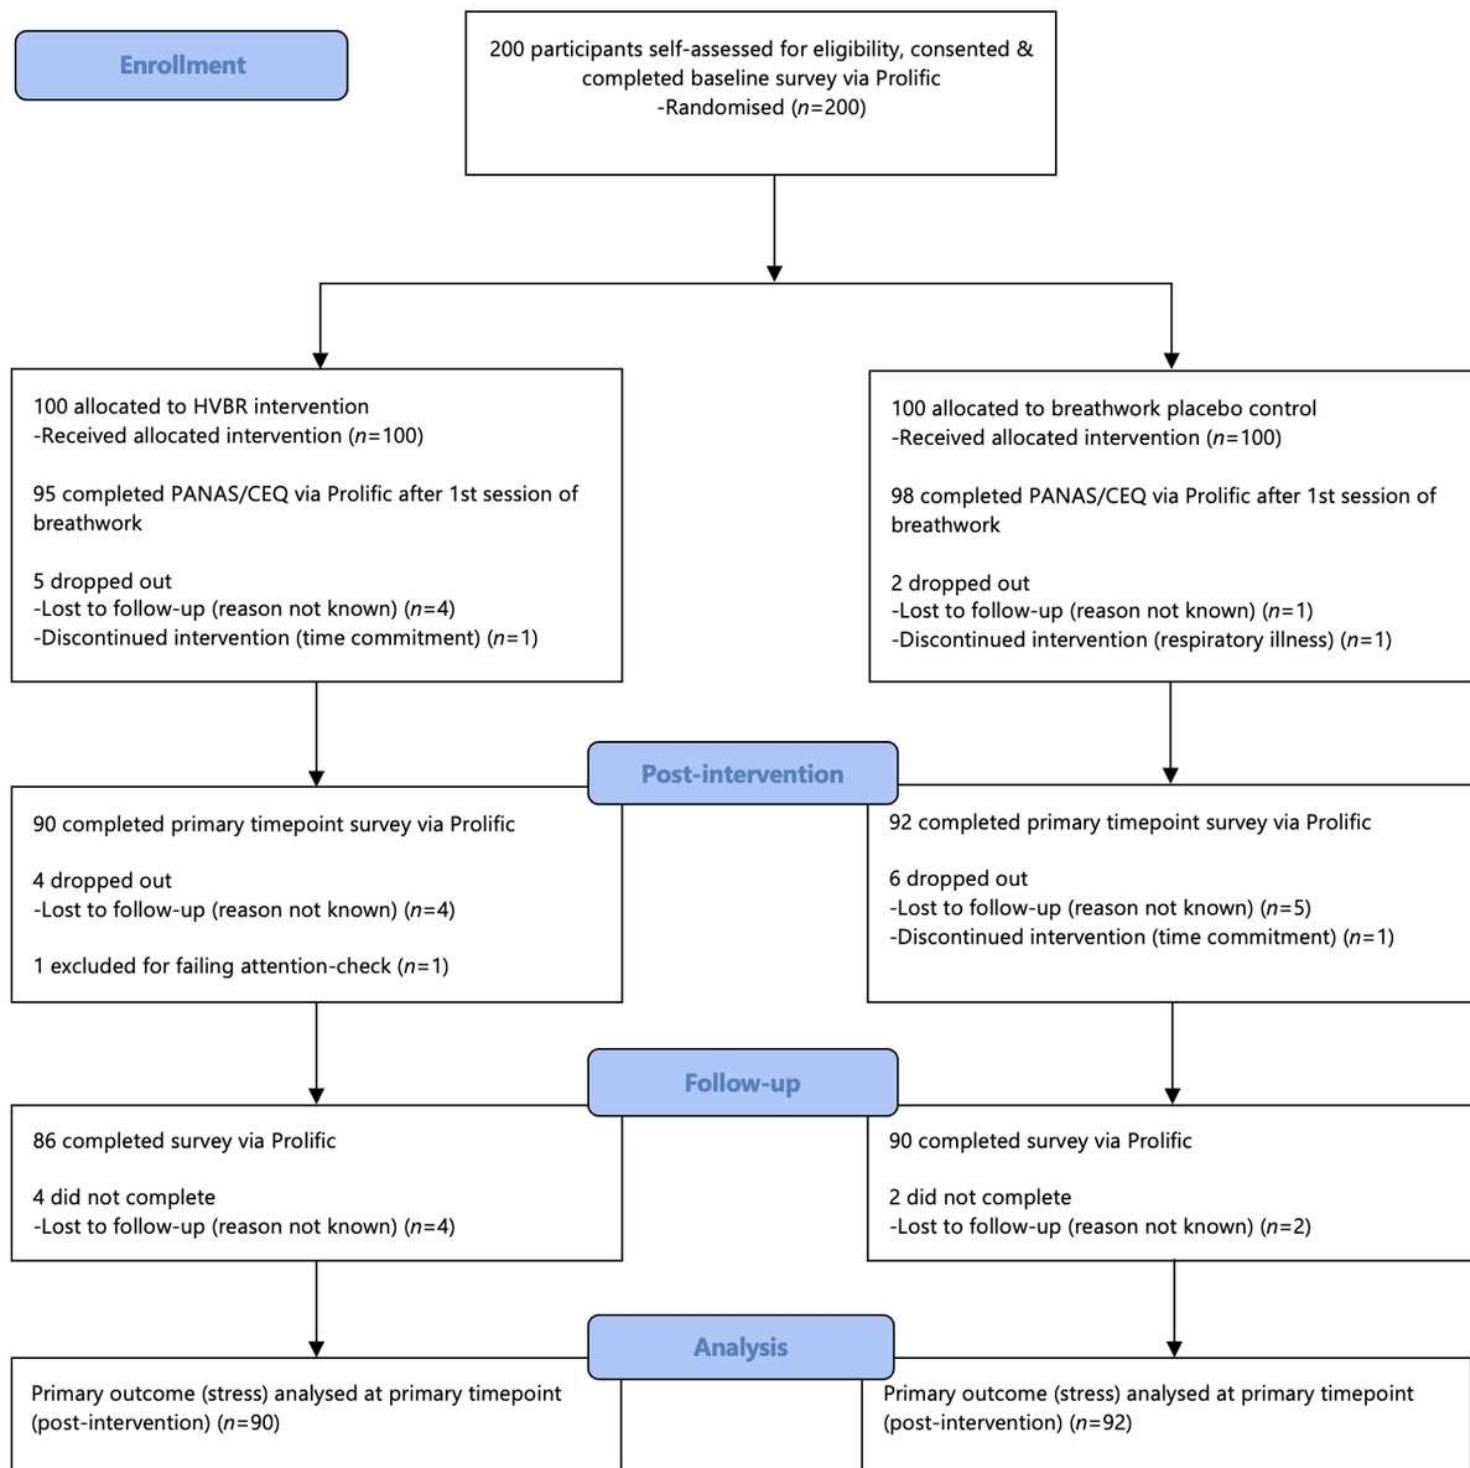 Enrollment
200 participants self-assessed for eligibility, consented &
completed baseline survey via Prolific
-Randomised (n=200)
100 allocated to HVBR intervention
-Received allocated intervention (n=100)
95 completed PANAS/CEQ via Prolific after 1st session of
breathwork
5 dropped out
-Lost to follow-up (reason not known) (n=4)
-Discontinued intervention (time commitment) (n=1)
100 allocated to breathwork placebo control
-Received allocated intervention (n=100)
98 completed PANAS/CEQ via Prolific after 1st session of
breathwork
2 dropped out
-Lost to follow-up (reason not known) (n=1)
-Discontinued intervention (respiratory illness) (n=1)
Post-intervention
90 completed primary timepoint survey via Prolific
4 dropped out
-Lost to follow-up (reason not known) (n=4)
1 excluded for failing attention-check (n=1)
92 completed primary timepoint survey via Prolific
6 dropped out
-Lost to follow-up (reason not known) (n=5)
-Discontinued intervention (time commitment) (n=1)
Follow-up
86 completed survey via Prolific
4 did not complete
-Lost to follow-up (reason not known) (n=4)
90 completed survey via Prolific
2 did not complete
-Lost to follow-up (reason not known) (n=2)
Analysis
Primary outcome (stress) analysed at primary timepoint
(post-intervention) (n=90)
Primary outcome (stress) analysed at primary timepoint
(post-intervention) (n=92)